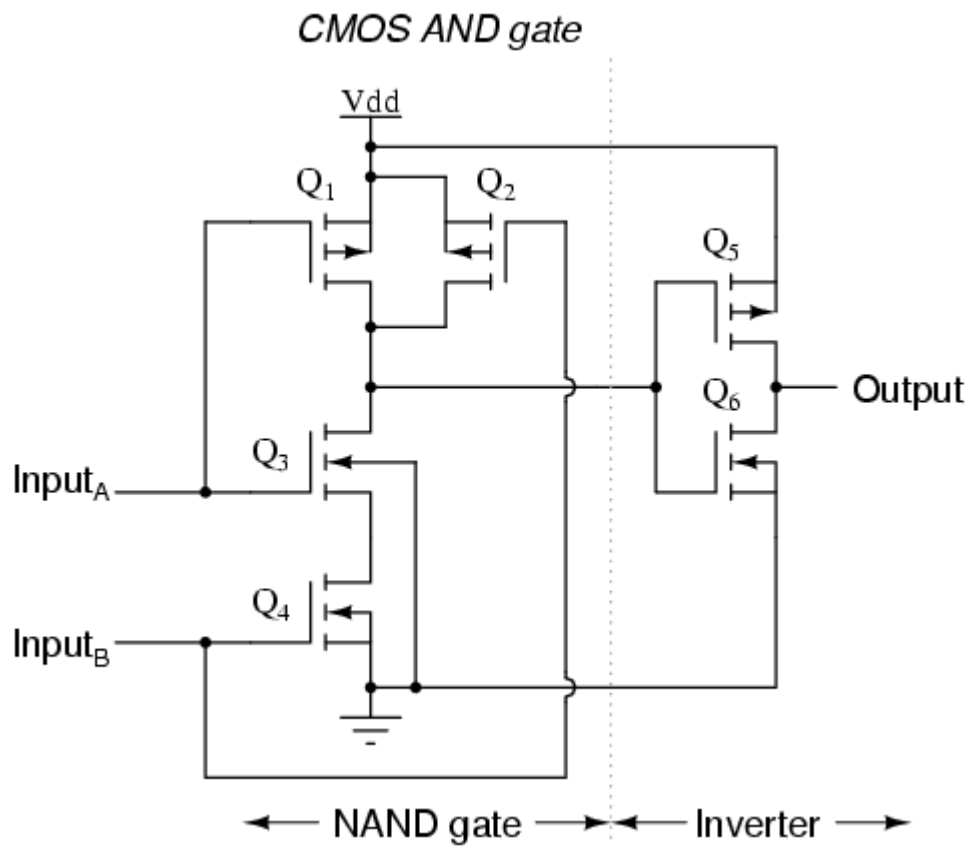 CMOS AND gate
Vdd
Q1
Q2
Q5
Output
Q6
Q3
InputA
Q4
InputB
NAND gate
Inverter